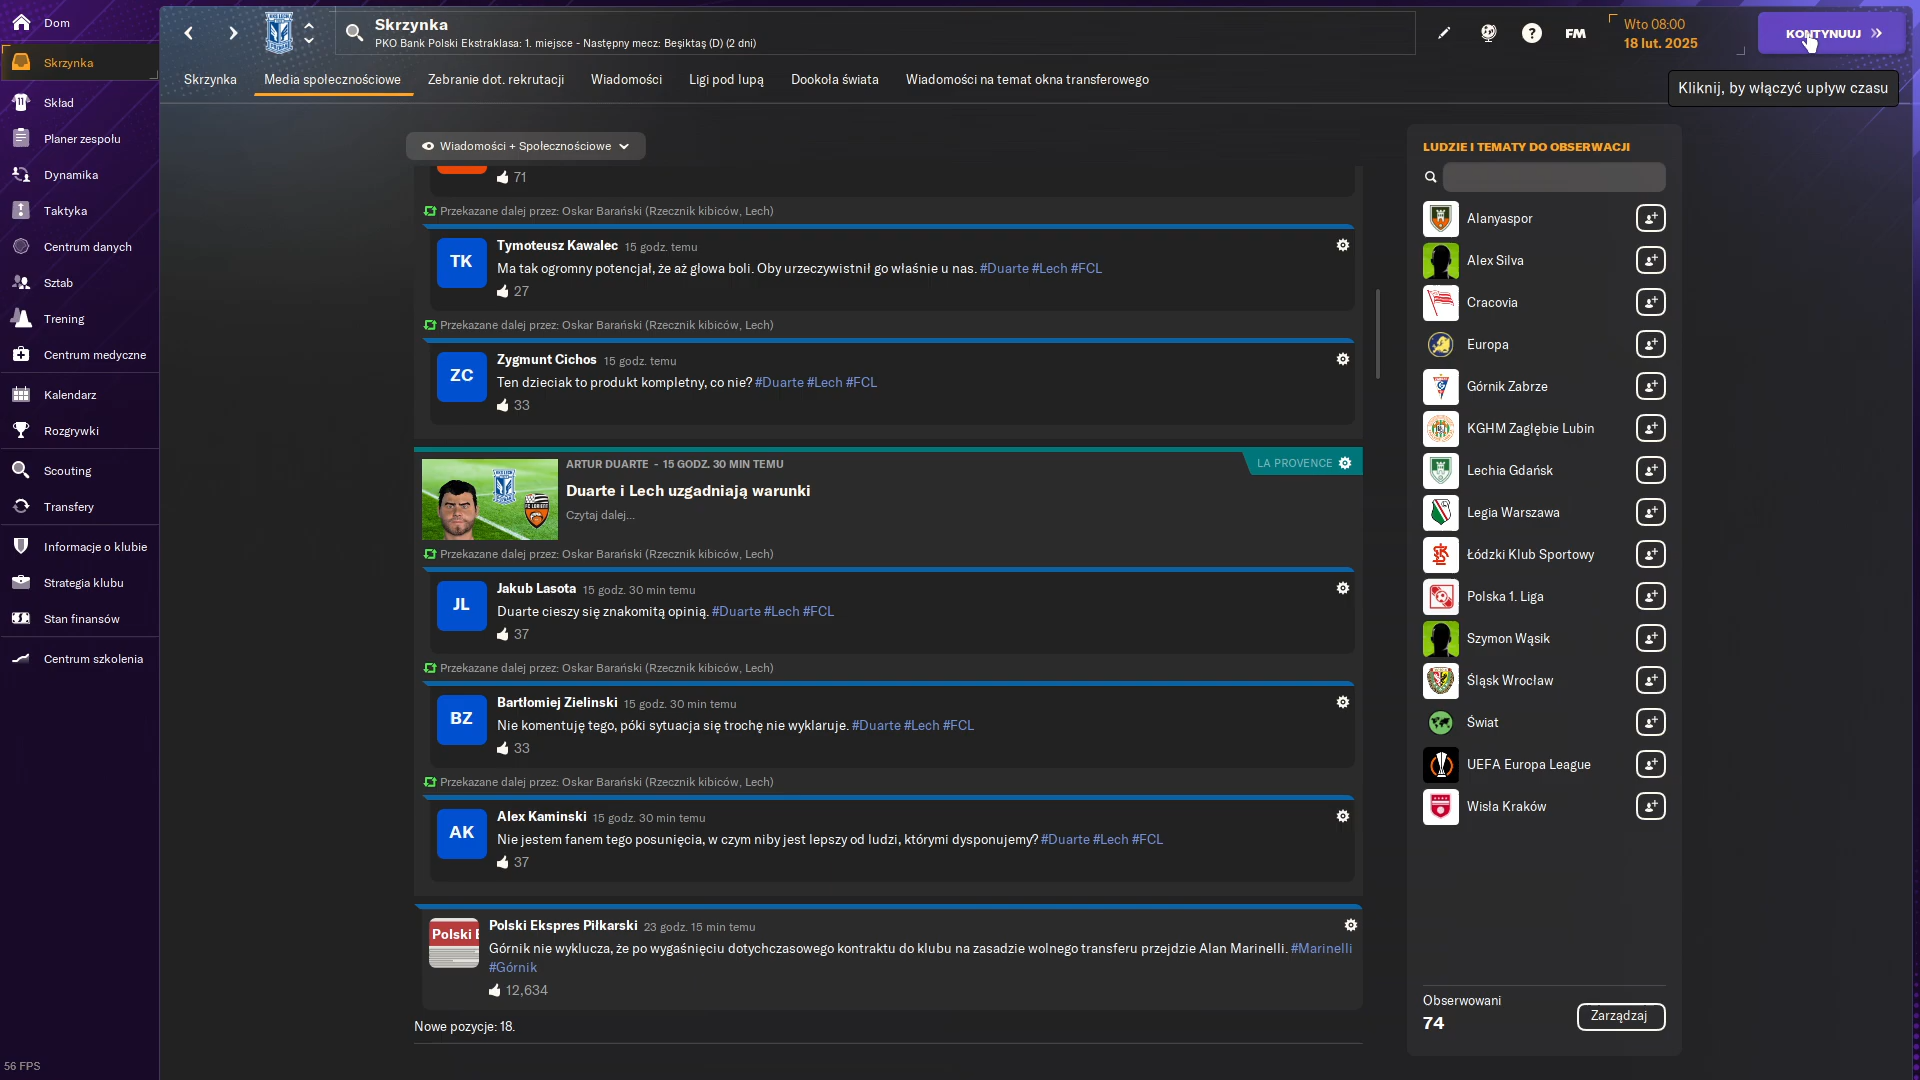 Dom
Skrzynka
Skład
Planer zespołu
Dynamika
Taktyka
Centrum danych
Sztab
Trening
Centrum medyczne
Kalendarz
Rozgrywki
Scouting
Transfery
Informacje o klubie
Strategia klubu
Stan finansów
Centrum szkolenia
56 FPS
Skrzynka
PKO Bank Polski Ekstraklasa: 1. miejsce - Następny mecz: Beşiktaş (D) (2 dni)
FM
Wto 08:00
18 lut. 2025
KONTYNUUJ
Kliknij, by włączyć upływ czasu
Skrzynka
Media społecznościowe
Zebranie dot. rekrutacji
Wiadomości
Ligi pod lupą
Dookoła świata
Wiadomości na temat okna transferowego
Wiadomości + Społecznościowe
71
Przekazane dalej przez: Oskar Barański (Rzecznik kibiców, Lech)
TK
Tymoteusz Kawalec 15 godz. temu
Ma tak ogromny potencjał, że aż głowa boli. Oby urzeczywistnił go właśnie u nas. #Duarte #Lech #FCL
27
Przekazane dalej przez: Oskar Barański (Rzecznik kibiców, Lech)
ZC
Zygmunt Cichos 15 godz. temu
Ten dzieciak to produkt kompletny, co nie? #Duarte #Lech #FCL
33
ARTUR DUARTE - 15 GODZ. 30 MIN TEMU
LA PROVENCE
Duarte i Lech uzgadniają warunki
Czytaj dalej...
Przekazane dalej przez: Oskar Barański (Rzecznik kibiców, Lech)
JL
Jakub Lasota 15 godz. 30 min temu
Duarte cieszy się znakomitą opinią. #Duarte #Lech #FCL
37
Przekazane dalej przez: Oskar Barański (Rzecznik kibiców, Lech)
BZ
Bartłomiej Zielinski 15 godz. 30 min temu
Nie komentuję tego, póki sytuacja się trochę nie wyklaruje. #Duarte #Lech #FCL
33
Przekazane dalej przez: Oskar Barański (Rzecznik kibiców, Lech)
AK
Alex Kaminski 15 godz. 30 min temu
Nie jestem fanem tego posunięcia, w czym niby jest lepszy od ludzi, którymi dysponujemy? #Duarte #Lech #FCL
37
Polski E
Polski Ekspres Piłkarski 23 godz. 15 min temu
Górnik nie wyklucza, że po wygaśnięciu dotychczasowego kontraktu do klubu na zasadzie wolnego transferu przejdzie Alan Marinelli. #Marinelli
#Górnik
12,634
Nowe pozycje: 18.
LUDZIE I TEMATY DO OBSERWACJI
Alanyaspor
Alex Silva
Cracovia
Europa
Górnik Zabrze
KGHM Zagłębie Lubin
Lechia Gdańsk
Legia Warszawa
Łódzki Klub Sportowy
Polska 1. Liga
Szymon Wąsik
Śląsk Wrocław
Świat
UEFA Europa League
Wisła Kraków
Obserwowani
74
Zarządzaj